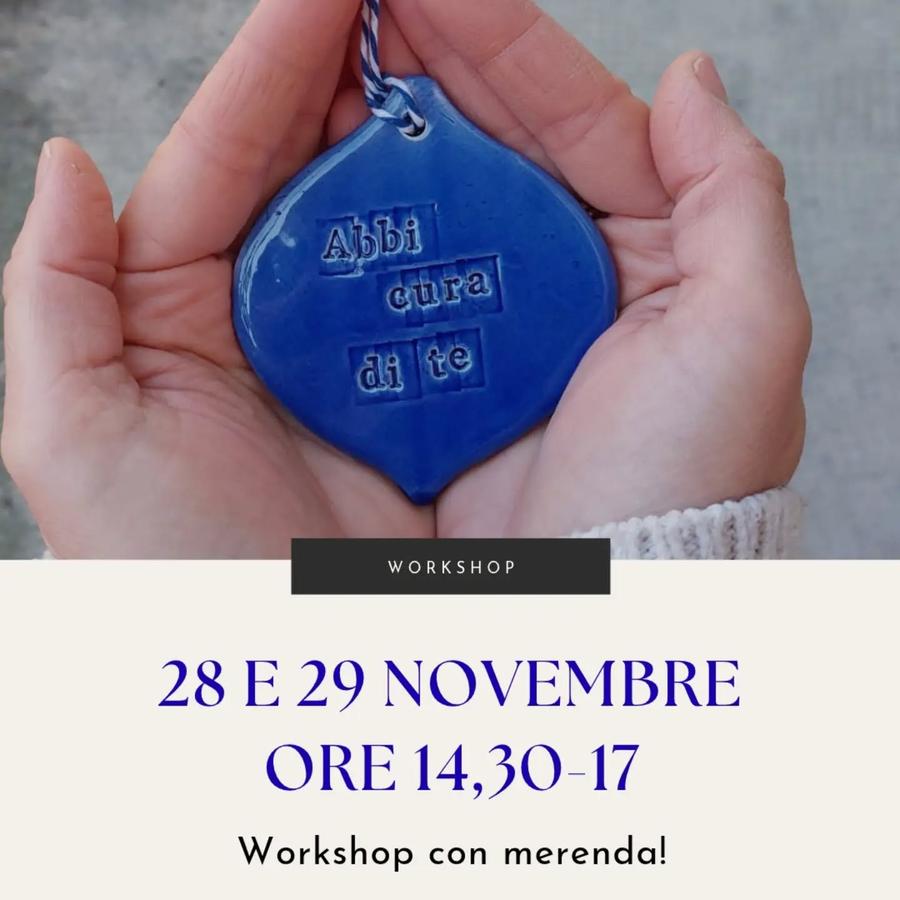 Abbi
cura
di te
WORKSHOP
28 E 29 NOVEMBRE
ORE 14,30-17
Workshop con merenda!